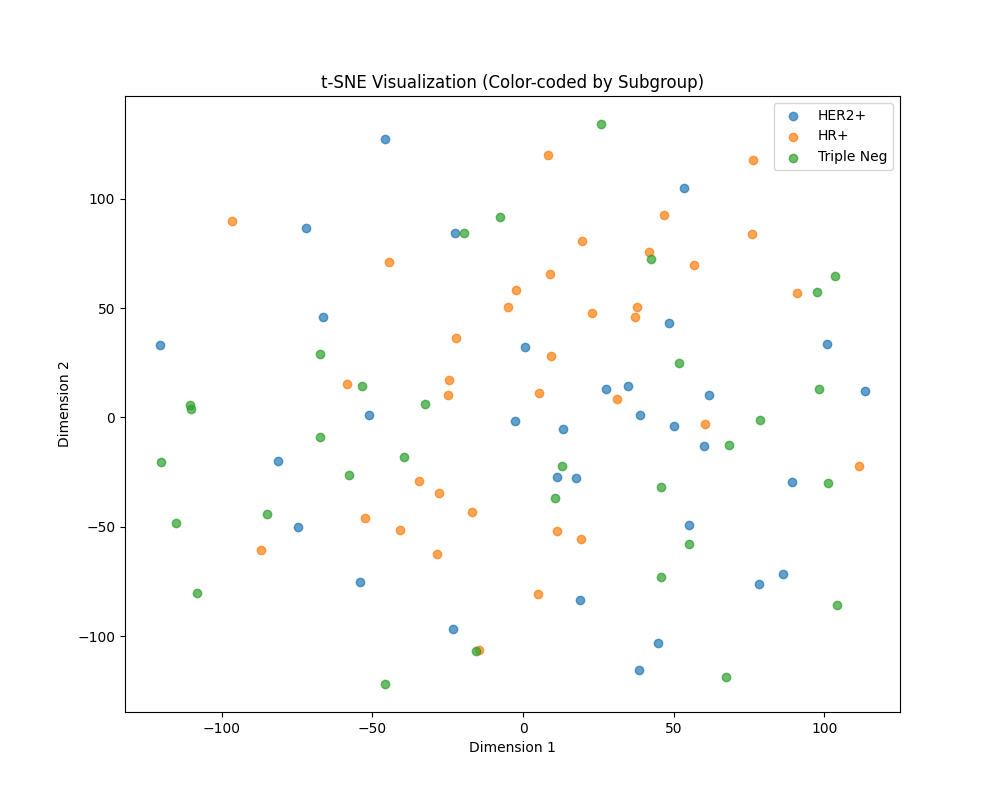 t-SNE Visualization (Color-coded by Subgroup)
HER2+
HR+
Triple Neg
100
50
0
−50
−100
Dimension 2
−100
−50
0
50
100
Dimension 1